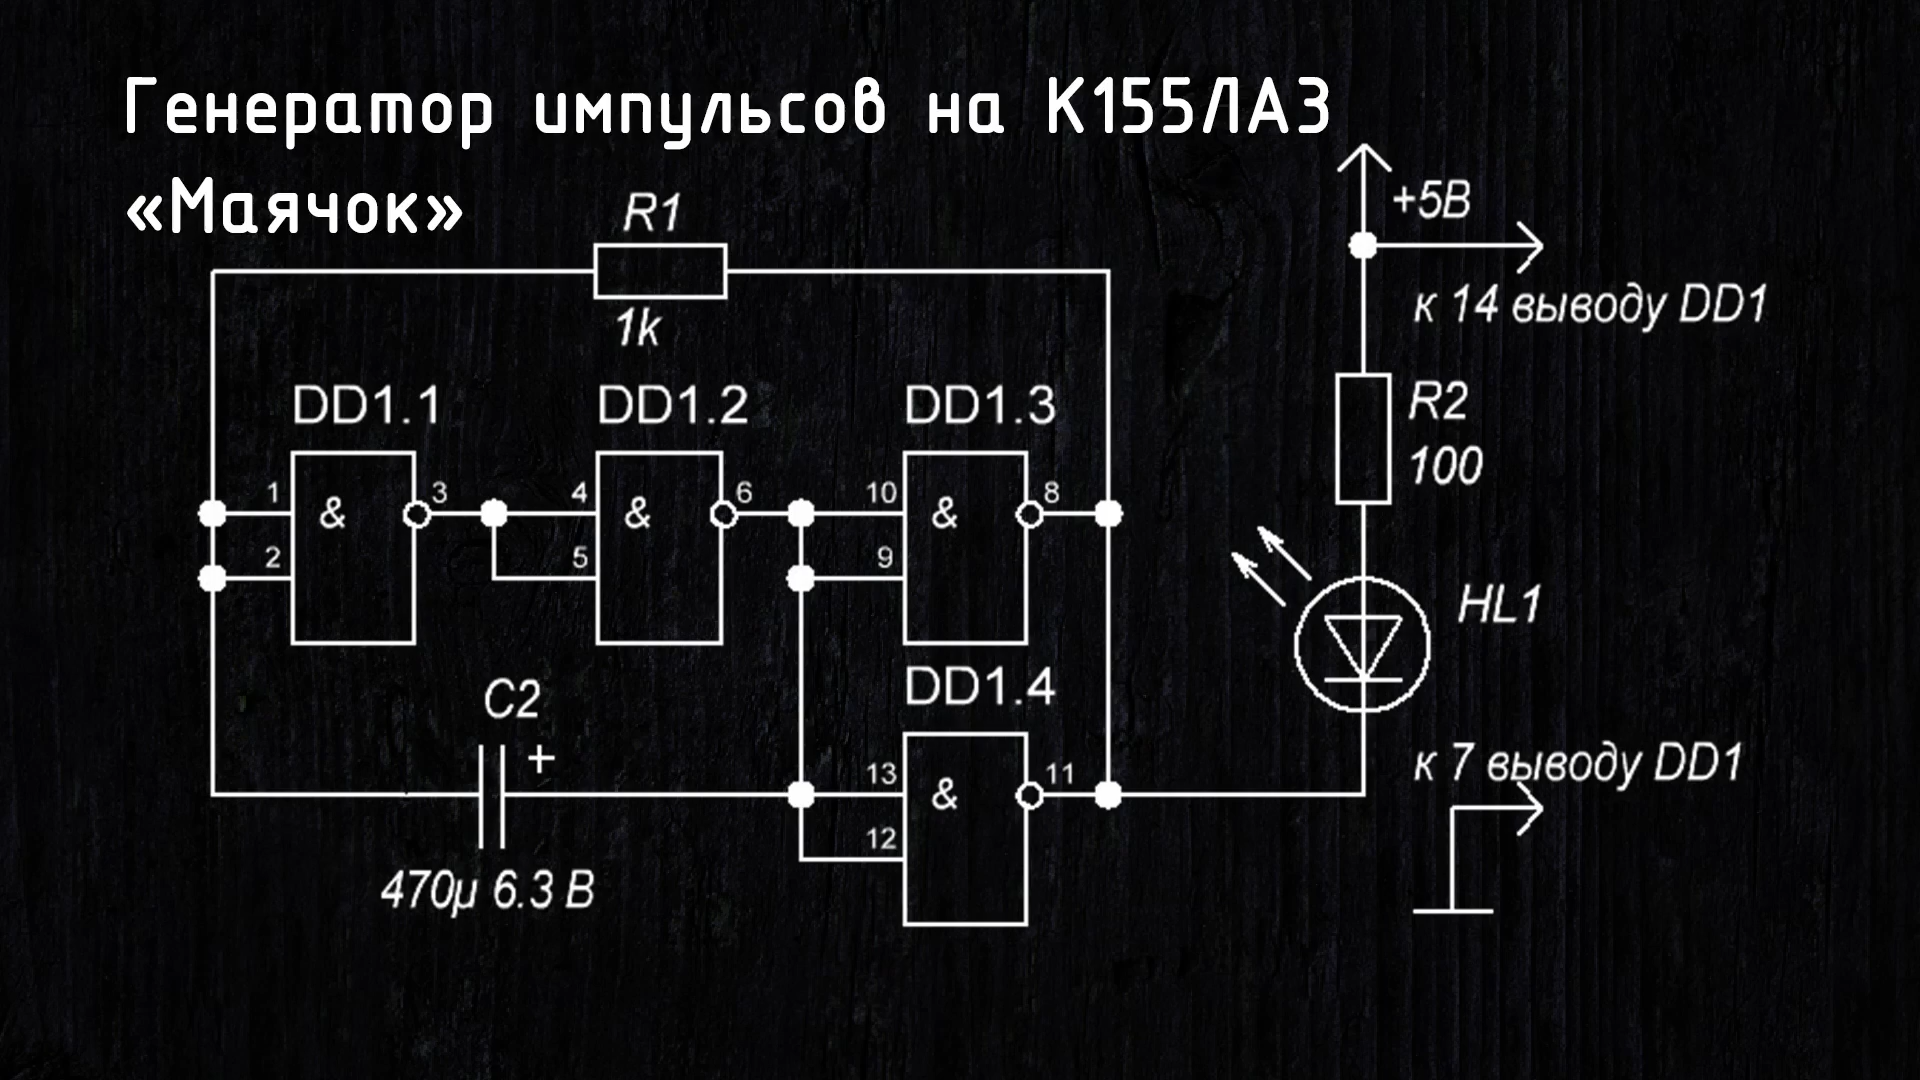 Генератор импульсов на К155ЛА3
«Маячок»
R1
+5В
к 14 выводу DD1
1k
DD1.1
DD1.2
DD1.3
R2
100
1
&
3
4
&
6
10
&
8
2
5
9
HL1
DD1.4
C2
+
к 7 выводу DD1
13
&
11
12
470µ 6.3 В